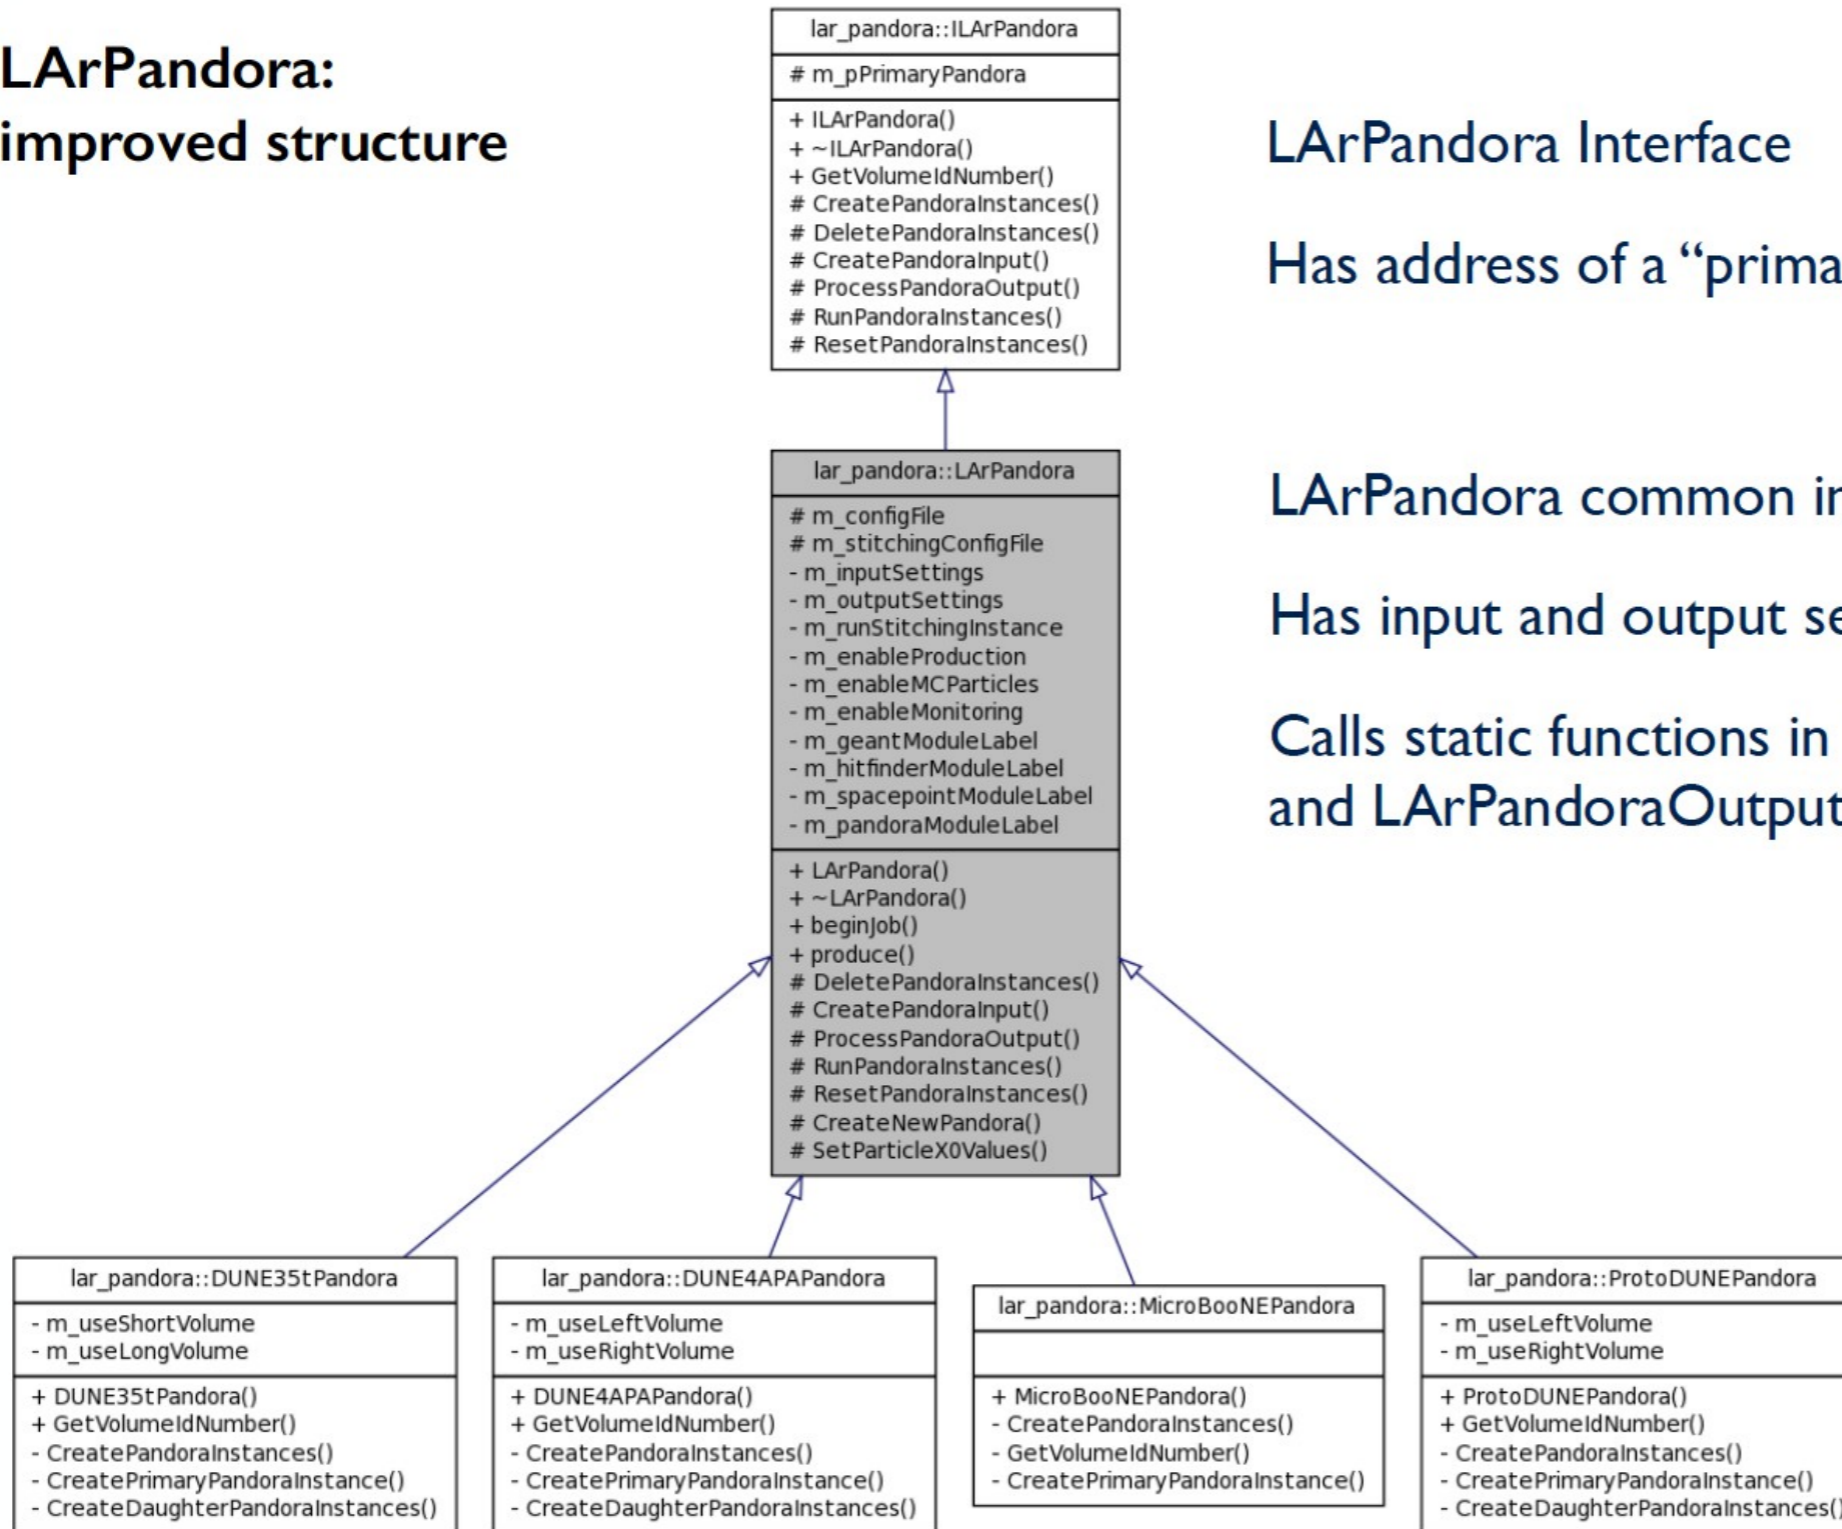 LArPandora:
improved structure
lar_pandora::ILArPandora
# m_pPrimaryPandora
+ ILArPandora()
+ ~ILArPandora()
+ GetVolumeIdNumber()
# CreatePandoraInstances()
# DeletePandoraInstances()
# CreatePandoraInput()
# ProcessPandoraOutput()
# RunPandoraInstances()
# ResetPandoraInstances()
LArPandora Interface
Has address of a “prima
lar_pandora::LArPandora
# m_configFile
# m_stitchingConfigFile
- m_inputSettings
- m_outputSettings
- m_runStitchingInstance
- m_enableProduction
- m_enableMCParticles
- m_enableMonitoring
- m_geantModuleLabel
- m_hitfinderModuleLabel
- m_spacepointModuleLabel
- m_pandoraModuleLabel
+ LArPandora()
+ ~LArPandora()
+ beginJob()
+ produce()
# DeletePandoraInstances()
# CreatePandoraInput()
# ProcessPandoraOutput()
# RunPandoraInstances()
# ResetPandoraInstances()
# CreateNewPandora()
# SetParticleX0Values()
LArPandora common
Has input and output se
Calls static functions in
and LArPandoraOutput
lar_pandora::DUNE35tPandora
- m_useShortVolume
- m_useLongVolume
+ DUNE35tPandora()
+ GetVolumeIdNumber()
- CreatePandoraInstances()
- CreatePrimaryPandoraInstance()
- CreateDaughterPandoraInstances()
lar_pandora::DUNE4APAPandora
- m_useLeftVolume
- m_useRightVolume
+ DUNE4APAPandora()
+ GetVolumeIdNumber()
- CreatePandoraInstances()
- CreatePrimaryPandoraInstance()
- CreateDaughterPandoraInstances()
lar_pandora::MicroBooNEPandora
+ MicroBooNEPandora()
- CreatePandoraInstances()
- GetVolumeIdNumber()
- CreatePrimaryPandoraInstance()
lar_pandora::ProtoDUNEPandora
- m_useLeftVolume
- m_useRightVolume
+ ProtoDUNEPandora()
+ GetVolumeIdNumber()
- CreatePandoraInstances()
- CreatePrimaryPandoraInstance()
- CreateDaughterPandoraInstances()